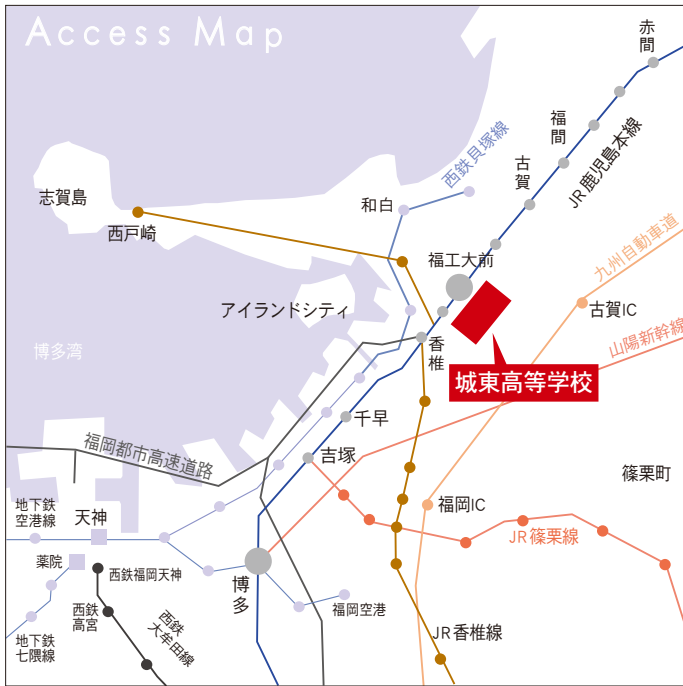 Access Map
赤間
福間
JR鹿児島本線
古賀
西鉄貝塚線
和白
志賀島
西戸崎
福工大前
九州自動車道
アイランドシティ
古賀IC
山陽新幹線
博多湾
香椎
城東高等学校
千早
福岡都市高速道路
吉塚
篠栗町
地下鉄
空港線
天神
福岡IC
JR篠栗線
薬院
西鉄福岡天神
博多
福岡空港
西鉄
高宮
西鉄
大牟田線
地下鉄
七隈線
JR香椎線